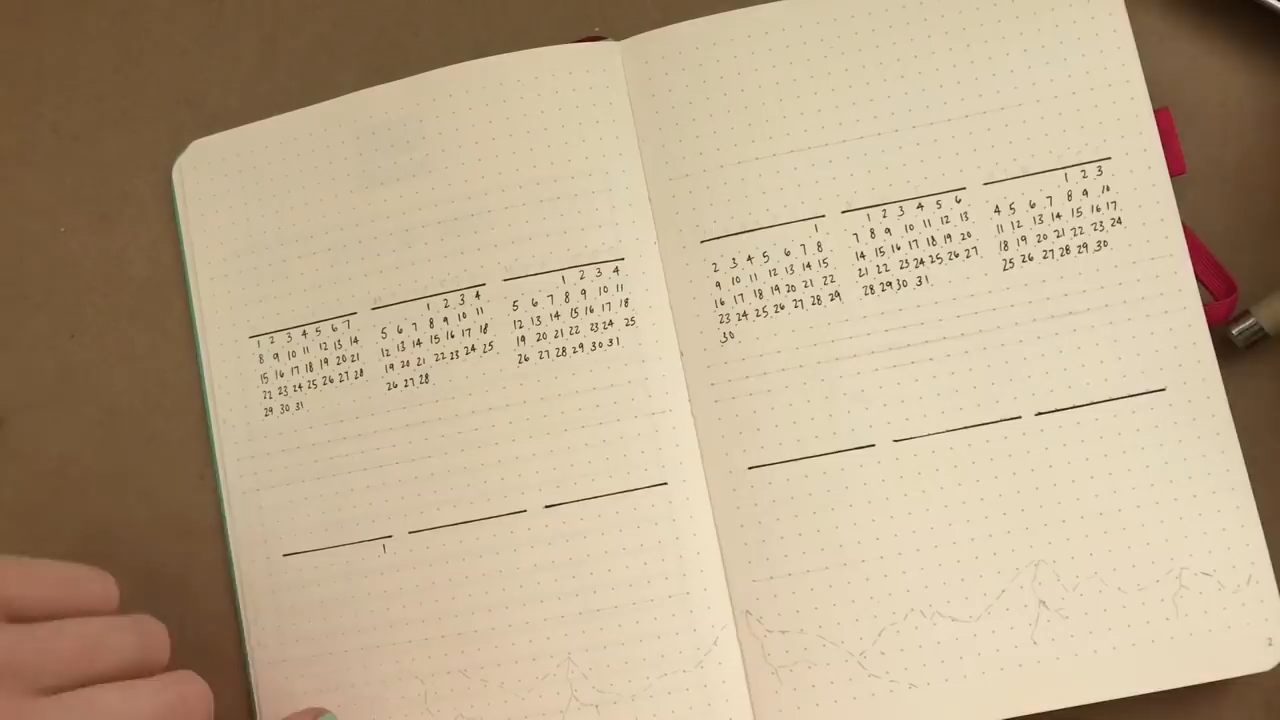 1 2 3 4 5 6 7
8 9 10 11 12 13 14
15 16 17 18 19 20 21
22 23 24 25 26 27 28
29 30 31
1 2 3 4
5 6 7 8 9 10 11
12 13 14 15 16 17 18
19 20 21 22 23 24 25
26 27 28
1 2 3 4
5 6 7 8 9 10 11
12 13 14 15 16 17 18
19 20 21 22 23 24 25
26 27 28 29 30 31
1
1
2 3 4 5 6 7 8
9 10 11 12 13 14 15
16 17 18 19 20 21 22
23 24 25 26 27 28 29
30
1 2 3 4 5 6
7 8 9 10 11 12 13
14 15 16 17 18 19 20
21 22 23 24 25 26 27
28 29 30 31
1 2 3
4 5 6 7 8 9 10
11 12 13 14 15 16 17
18 19 20 21 22 23 24
25 26 27 28 29 30
2